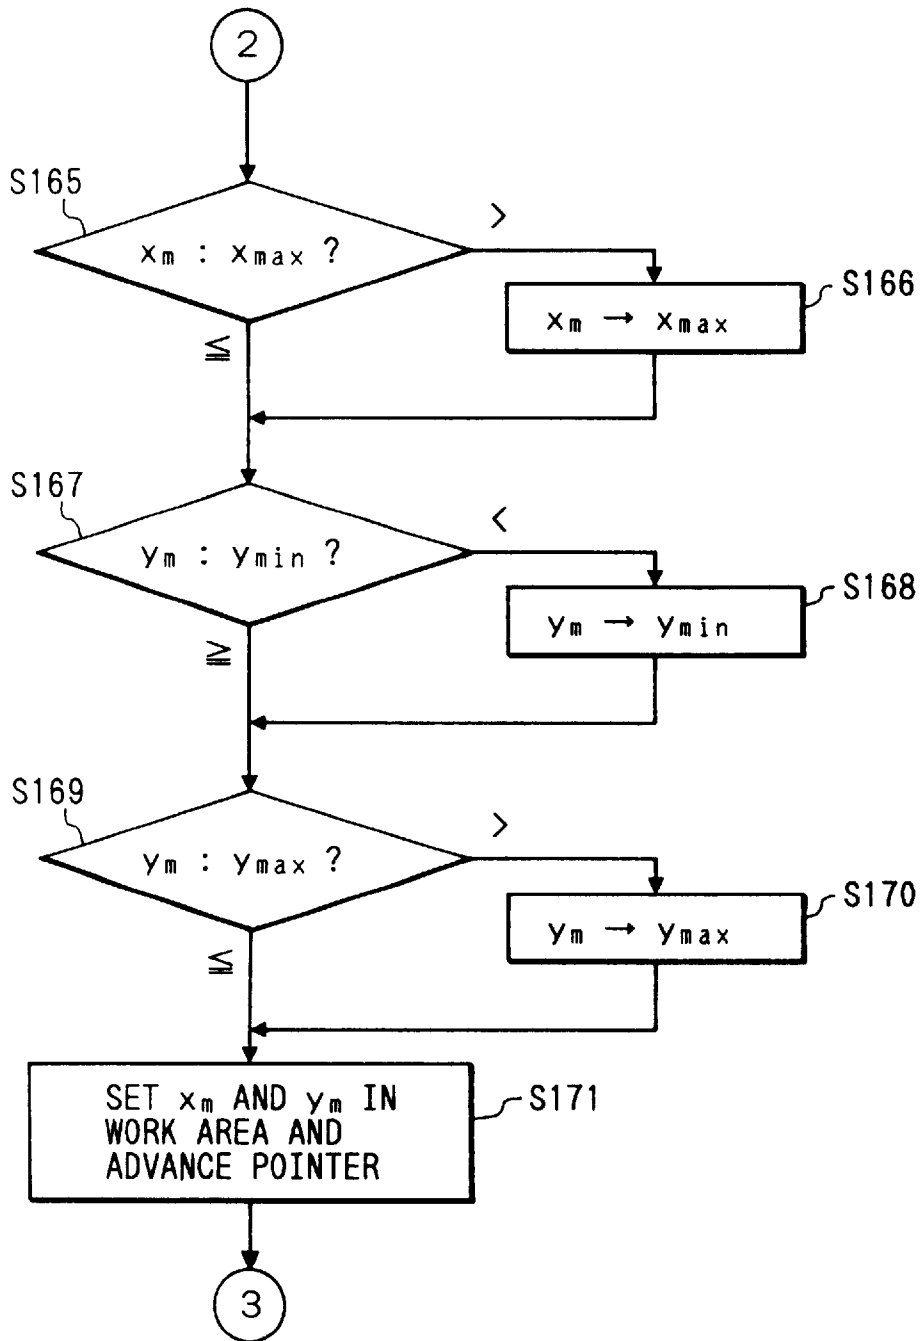 2
S165
xm : xmax ?
>
S166
xm → xmax
≦
S167
ym : ymin ?
<
S168
ym → ymin
≧
S169
ym : ymax ?
>
S170
ym → ymax
≦
SET xm AND ym IN
WORK AREA AND
ADVANCE POINTER
S171
3